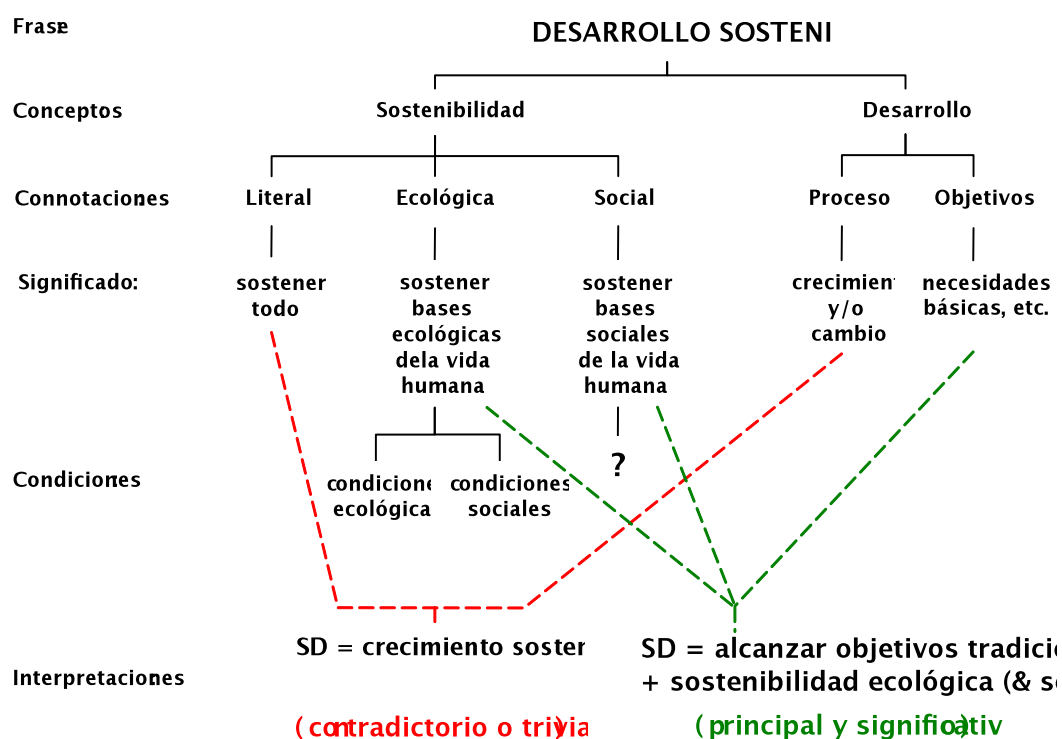 Frase:
DESARROLLO SOSTENI
Conceptos
Sostenibilidad
Desarrollo
Connotaciones
Literal
Ecológica
Social
Proceso
Objetivos
Significado:
sostener
todo
sostener
bases
ecológicas
dela vida
humana
sostener
bases
sociales
de la vida
humana
crecimien
y/o
cambio
necesidades
básicas, etc.
Condiciones
condicione
ecológica
condiciones
sociales
?
Interpretaciones
SD = crecimiento sosten
(contradictorio o trivia
SD = alcanzar objetivos tradici
+ sostenibilidad ecológica (& s
(principal y significativ